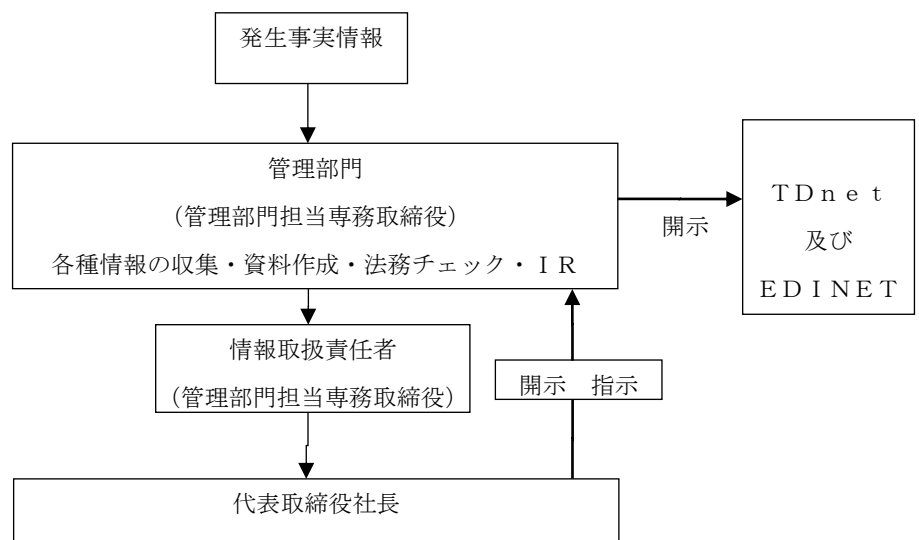 発生事実情報
管理部門
（管理部門担当専務取締役）
各種情報の収集・資料作成・法務チェック・ＩＲ
開示
ＴＤｎｅｔ
及び
ＥＤＩＮＥＴ
情報取扱責任者
（管理部門担当専務取締役）
開示　指示
代表取締役社長